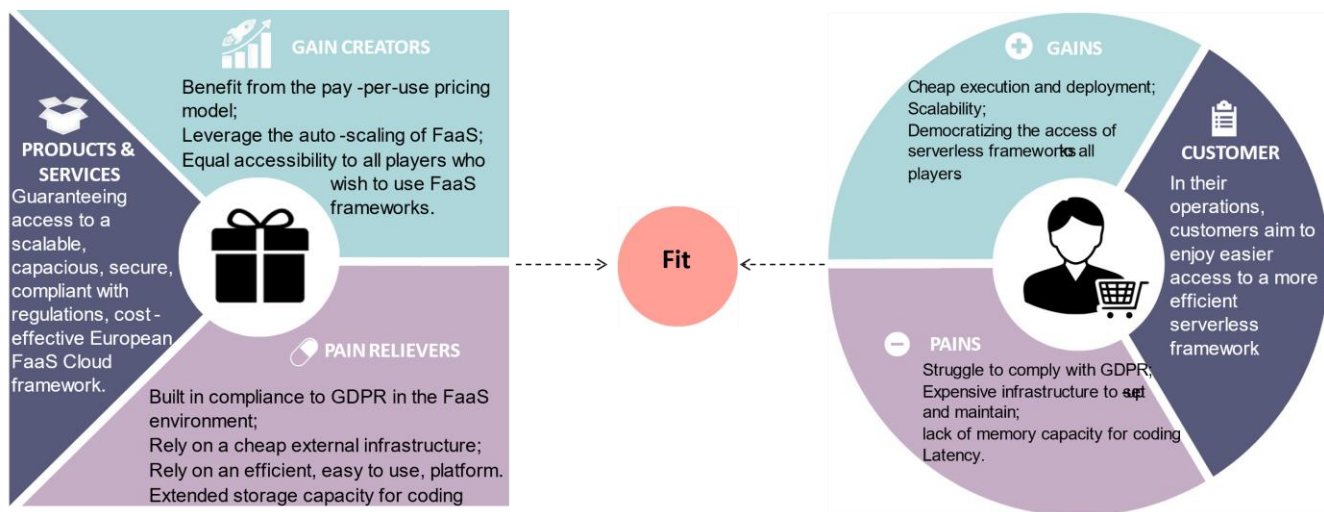 GAIN CREATORS
Benefit from the pay -per-use pricing
model;
Leverage the auto -scaling of FaaS;
Equal accessibility to all players who
wish to use FaaS
frameworks.
PRODUCTS &
SERVICES
Guaranteeing
access to a
scalable,
capacious, secure,
compliant with
regulations, cost -
effective European
FaaS Cloud
framework.
PAIN RELIEVERS
Built in compliance to GDPR in the FaaS
environment;
Rely on a cheap external infrastructure;
Rely on an efficient, easy to use, platform.
Extended storage capacity for coding
Fit
GAINS
Cheap execution and deployment;
Scalability;
Democratizing the access of
serverless frameworks to all
players
CUSTOMER
In their
operations,
customers aim to
enjoy easier
access to a more
efficient
serverless
framework.
PAINS
Struggle to comply with GDPR;
Expensive infrastructure to set-up
and maintain;
lack of memory capacity for coding
Latency.